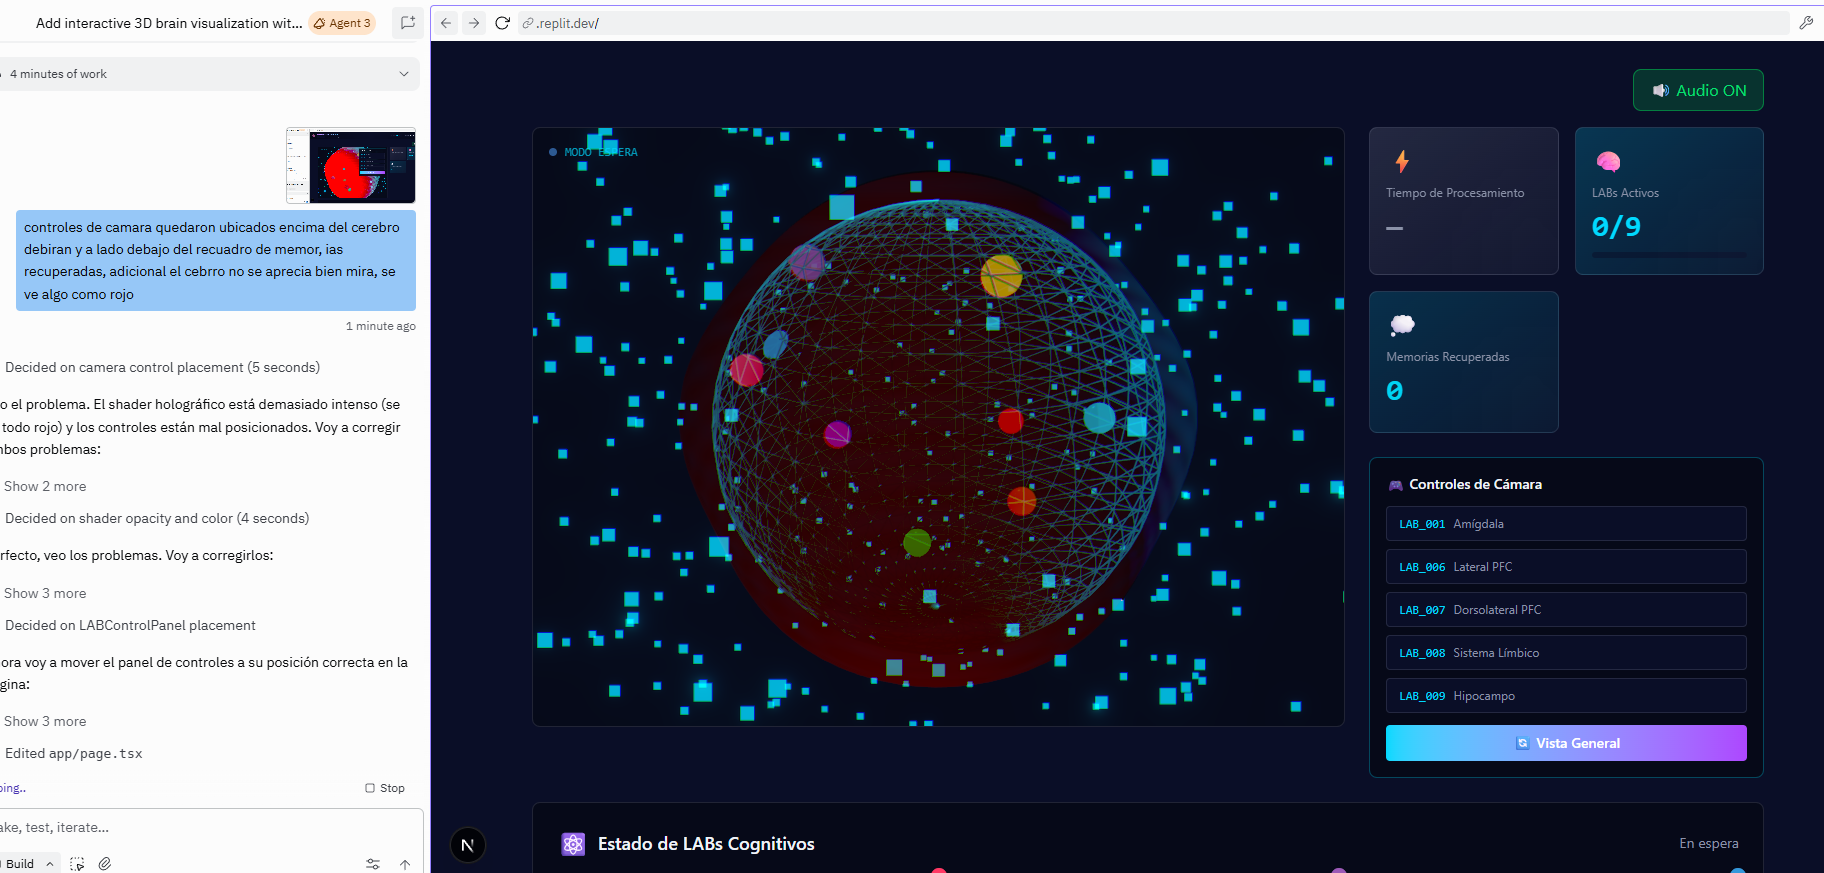 Add interactive 3D brain visualization wit...
Agent 3
.replit.dev/
4 minutes of work
controles de camara quedaron ubicados encima del cerebro
debiran y a lado debajo del recuadro de memor, ias
recuperadas, adicional el cebrro no se aprecia bien mira, se
ve algo como rojo
1 minute ago
Decided on camera control placement (5 seconds)
o el problema. El shader holográfico está demasiado intenso (se
todo rojo) y los controles están mal posicionados. Voy a corregir
mbos problemas:
Show 2 more
Decided on shader opacity and color (4 seconds)
rfecto, veo los problemas. Voy a corregirlos:
Show 3 more
Decided on LABControlPanel placement
ora voy a mover el panel de controles a su posición correcta en la
gina:
Show 3 more
Edited app/page.tsx
ping..
Stop
ake, test, iterate...
Build
Audio ON
MODO ESPERA
Tiempo de Procesamiento
—
LABs Activos
0/9
Memorias Recuperadas
0
Controles de Cámara
LAB_001 Amígdala
LAB_006 Lateral PFC
LAB_007 Dorsolateral PFC
LAB_008 Sistema Límbico
LAB_009 Hipocampo
Vista General
N
Estado de LABs Cognitivos
En espera